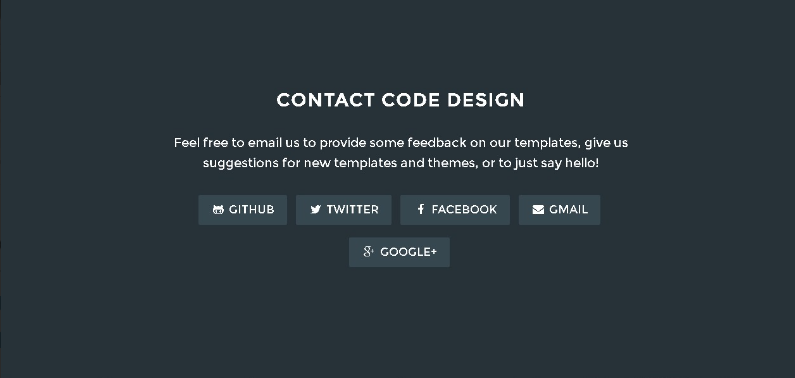 CONTACT CODE DESIGN
Feel free to email us to provide some feedback on our templates, give us
suggestions for new templates and themes, or to just say hello!
GITHUB TWITTER FACEBOOK GMAIL
GOOGLE+